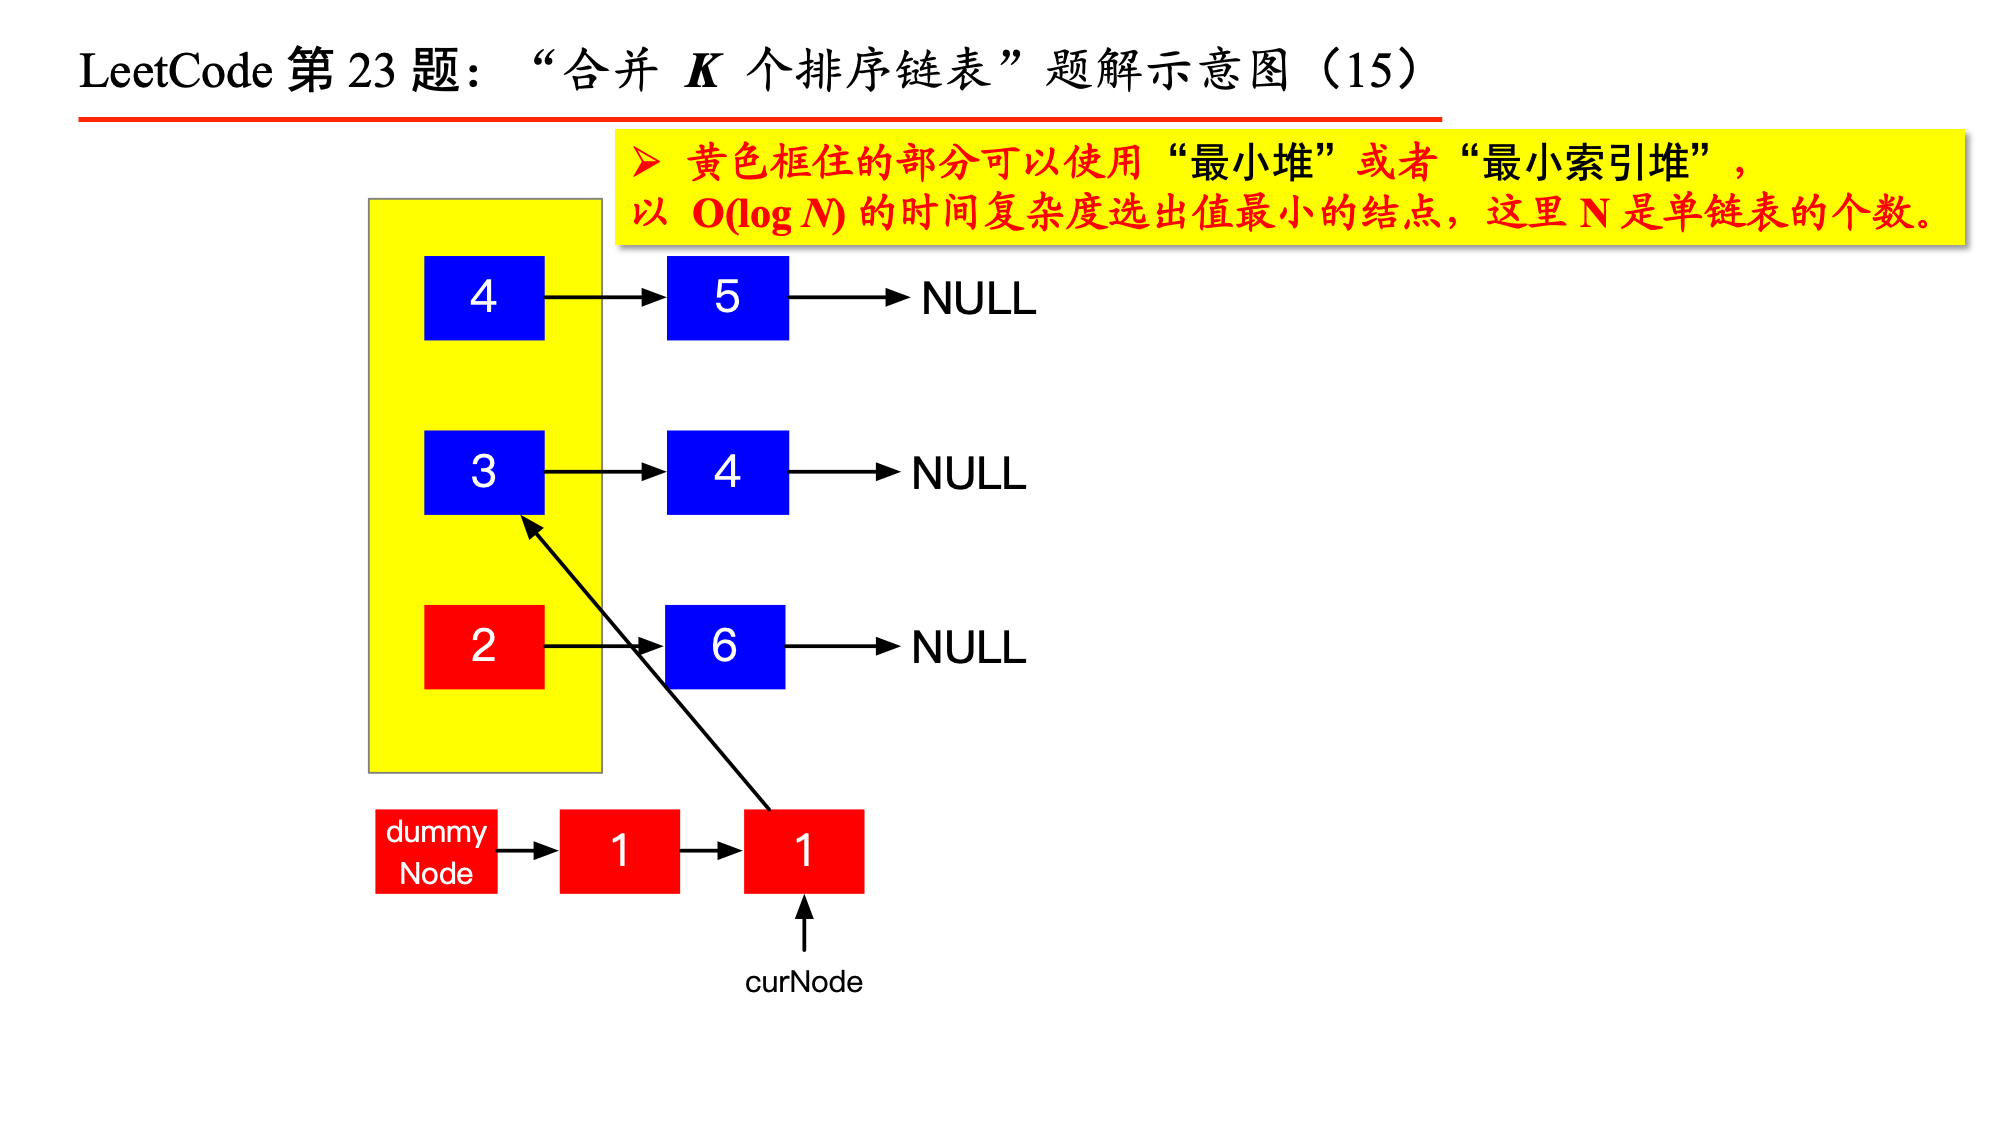 LeetCode 第 23 题：“合并 K 个排序链表”题解示意图（15）
➢ 黄色框住的部分可以使用“最小堆”或者“最小索引堆”，
以 O(log N) 的时间复杂度选出值最小的结点，这里 N 是单链表的个数。
4 5 NULL
3 4 NULL
2 6 NULL
dummy
Node
1 1
curNode